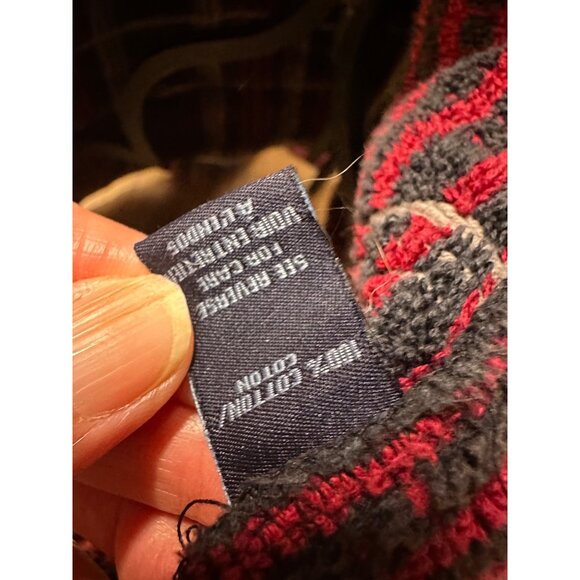 100% COTTON/
COTON
SEE REVERSE
FOR CARE
VOIR ENTRETIEN
A L'ENDOS